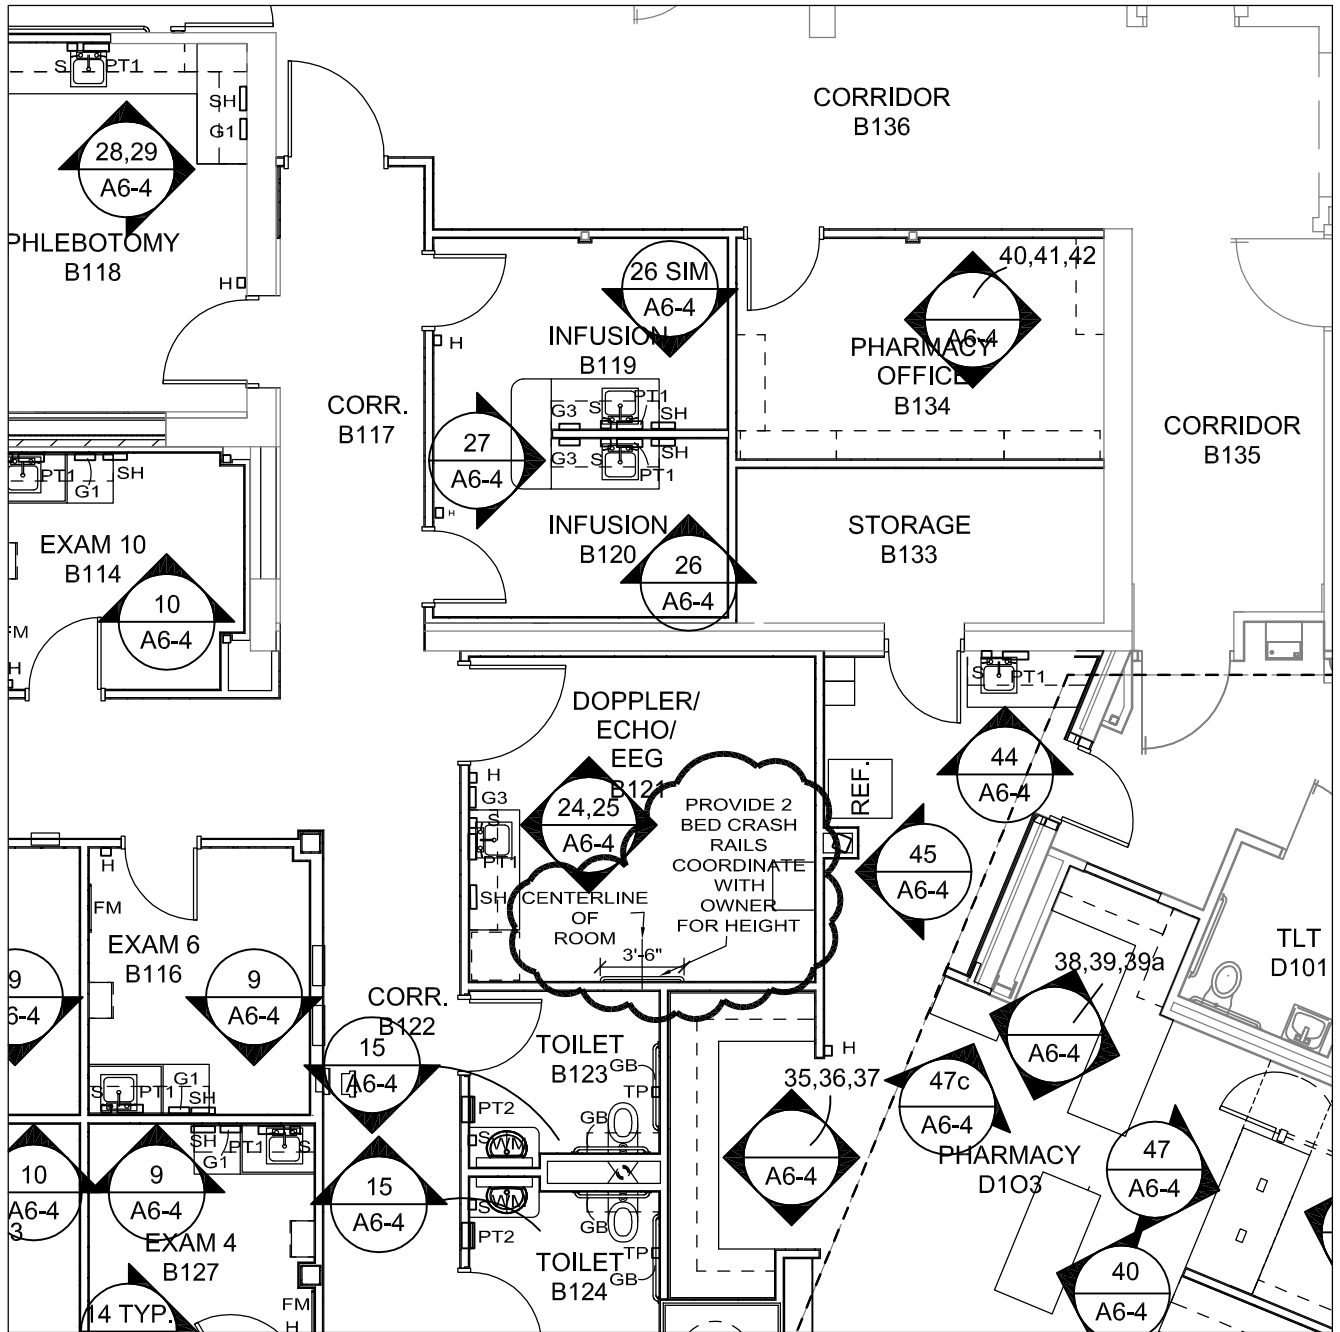 CORRIDOR
B136
S
PT1
SH
G1
28,29
A6-4
PHLEBOTOMY
B118
H
26 SIM
A6-4
40,41,42
A6-4
H
INFUSION
B119
PHARMACY
OFFICE
B134
CORR.
B117
G3
S
PT1
SH
27
A6-4
G3
S
PT1
SH
CORRIDOR
B135
PT1
G1
SH
H
INFUSION
B120
STORAGE
B133
EXAM 10
B114
26
A6-4
10
A6-4
FM
H
S
PT1
DOPPLER/
ECHO/
EEG
B121
H
G3
S
PT1
SH
24,25
A6-4
PROVIDE 2
BED CRASH
RAILS
COORDINATE
WITH
OWNER
FOR HEIGHT
REF.
44
A6-4
45
A6-4
CENTERLINE
OF
ROOM
3'-6"
H
FM
EXAM 6
B116
9
A6-4
9
6-4
CORR.
B122
TLT
D101
38,39,39a
A6-4
15
A6-4
TOILET
B123
GB
TP
GB
PT2
S
H
35,36,37
A6-4
47c
A6-4
S
PT1
G1
SH
SH
G1
PT1
S
PHARMACY
D1O3
47
A6-4
10
A6-4
3
9
A6-4
15
A6-4
S
PT2
GB
TP
GB
TOILET
B124
EXAM 4
B127
40
A6-4
14 TYP.
FM
H